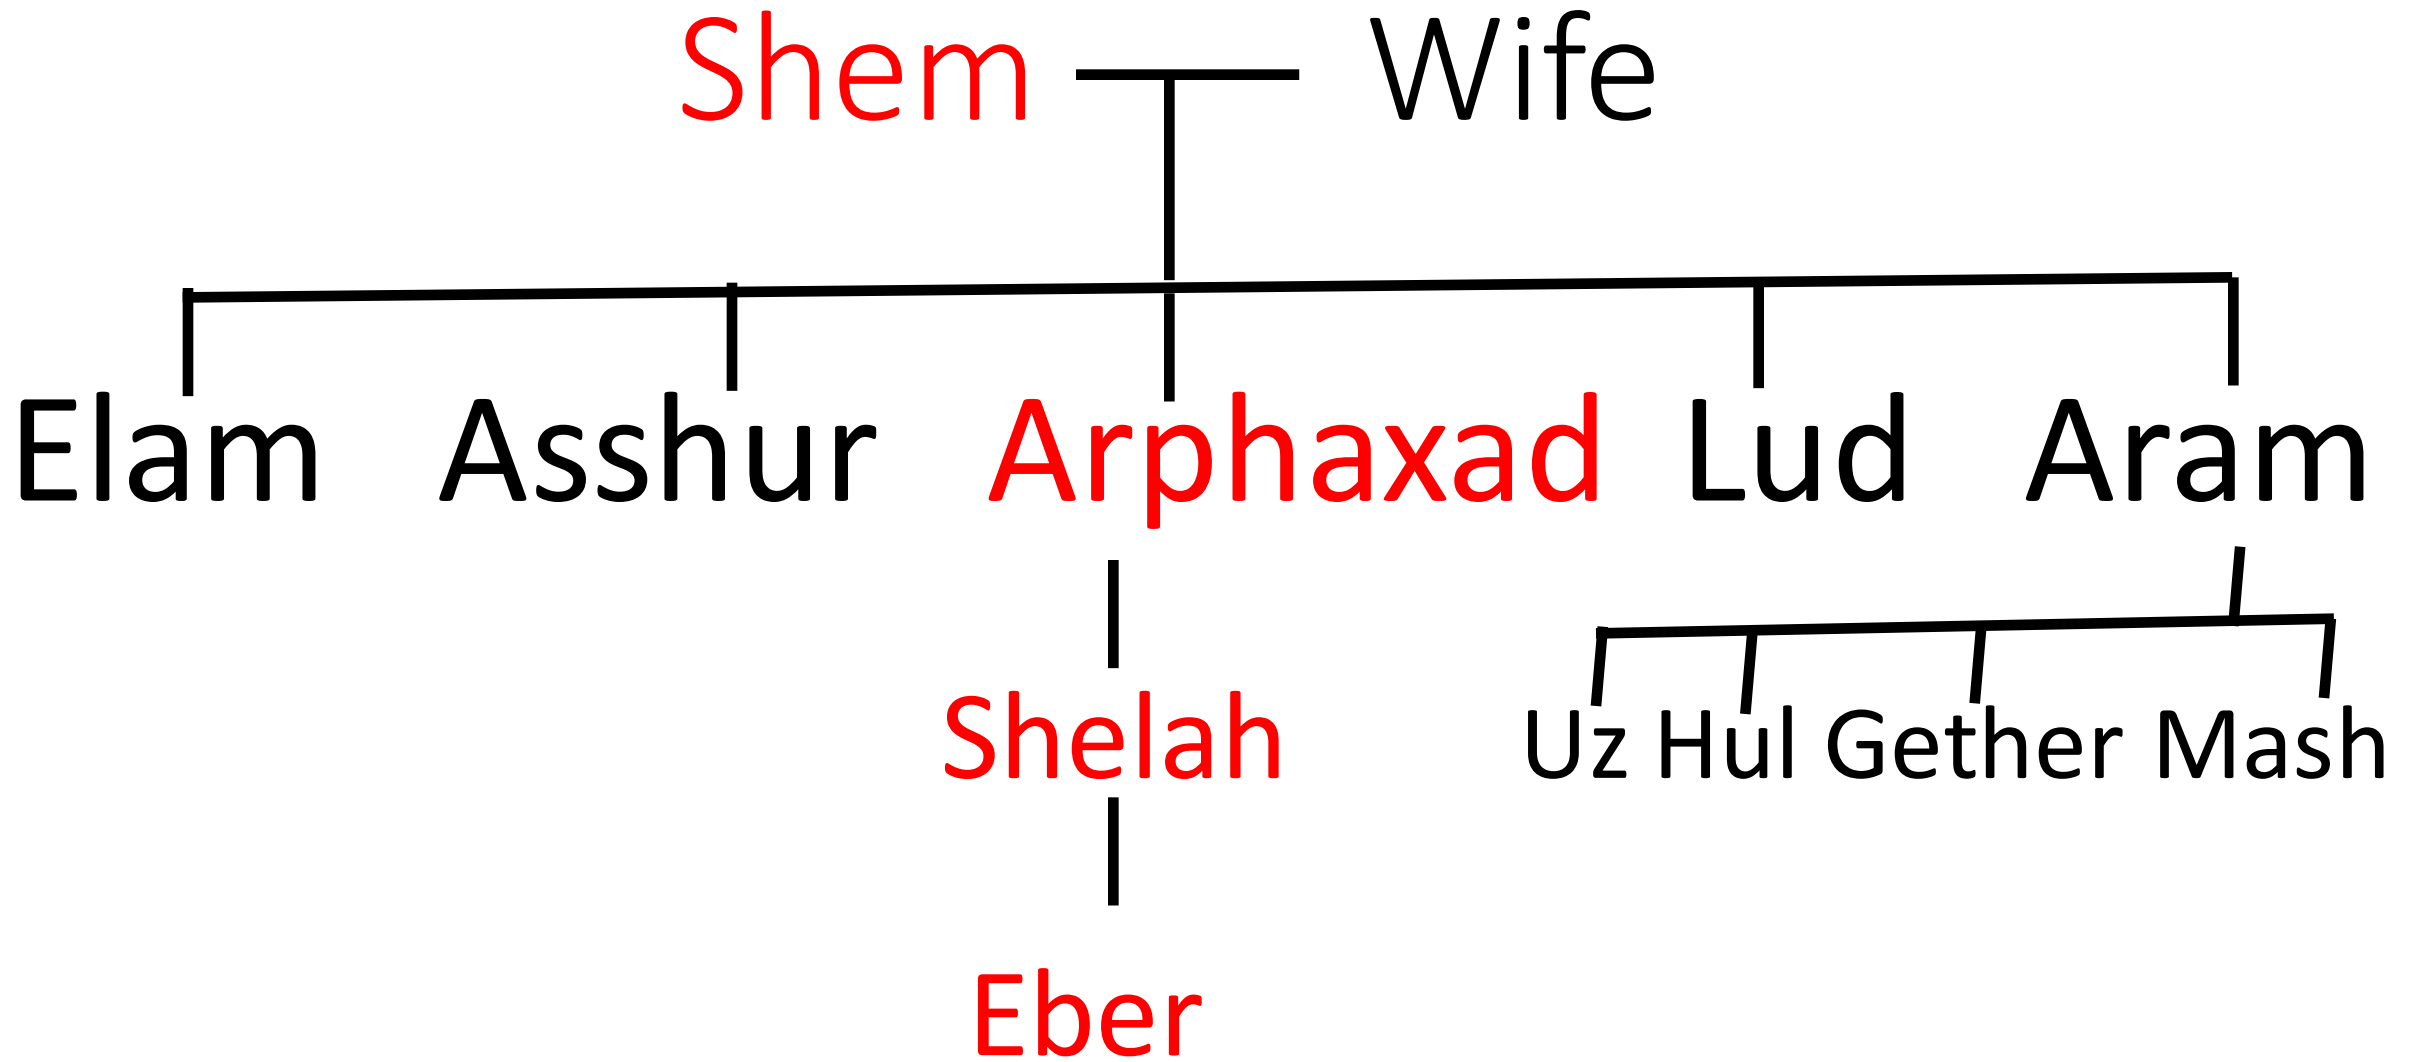 Shem Wife
Elam Asshur Arphaxad Lud Aram
Shelah
Uz Hul Gether Mash
Eber